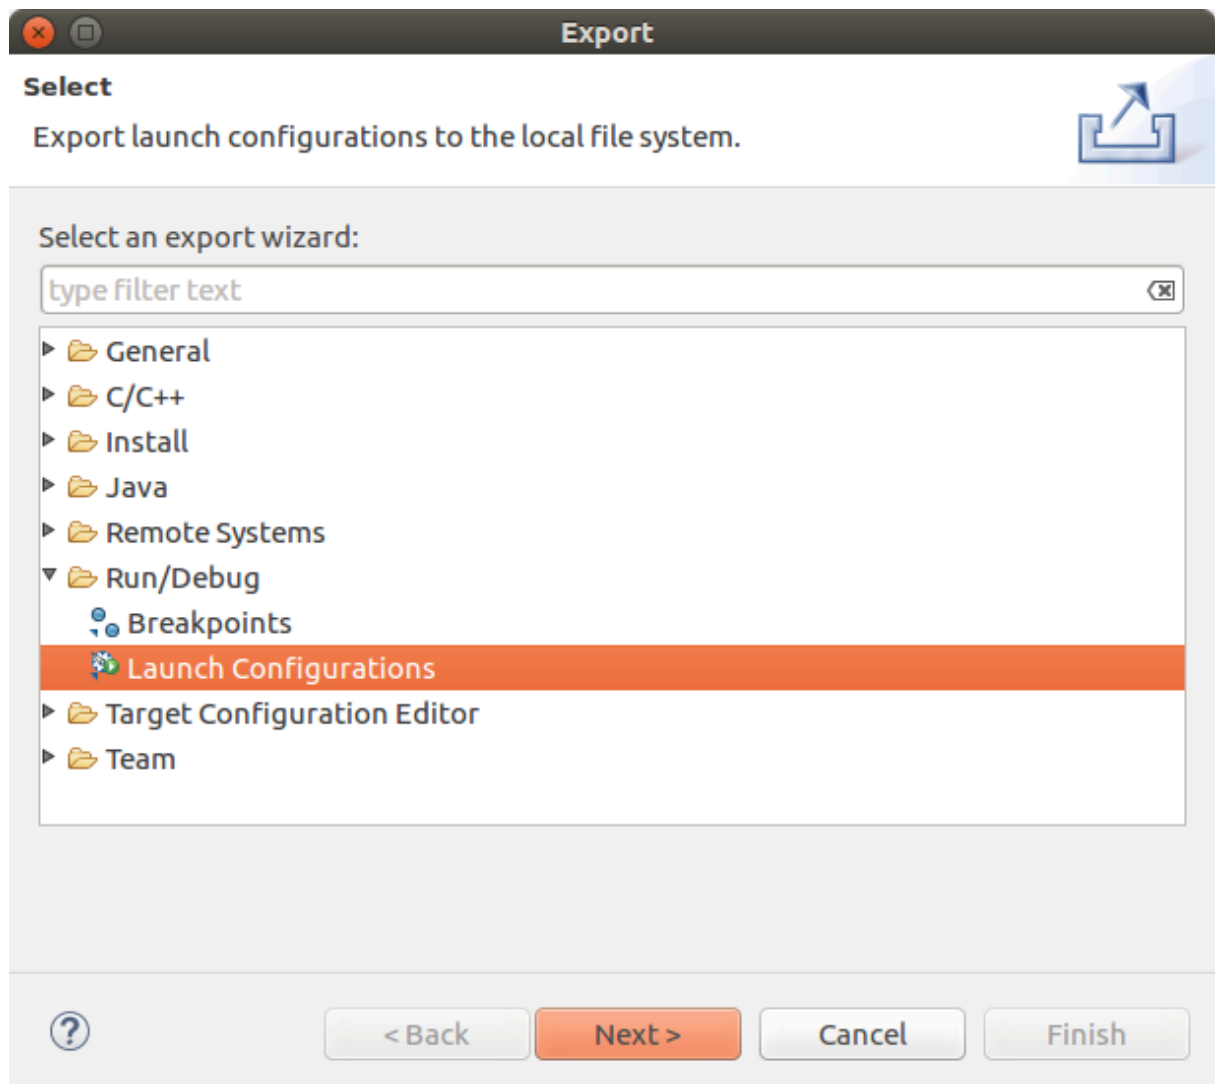 Export
Select
Export launch configurations to the local file system.
Select an export wizard:
type filter text
General
C/C++
Install
Java
Remote Systems
Run/Debug
Breakpoints
Launch Configurations
Target Configuration Editor
Team
< Back Next > Cancel Finish